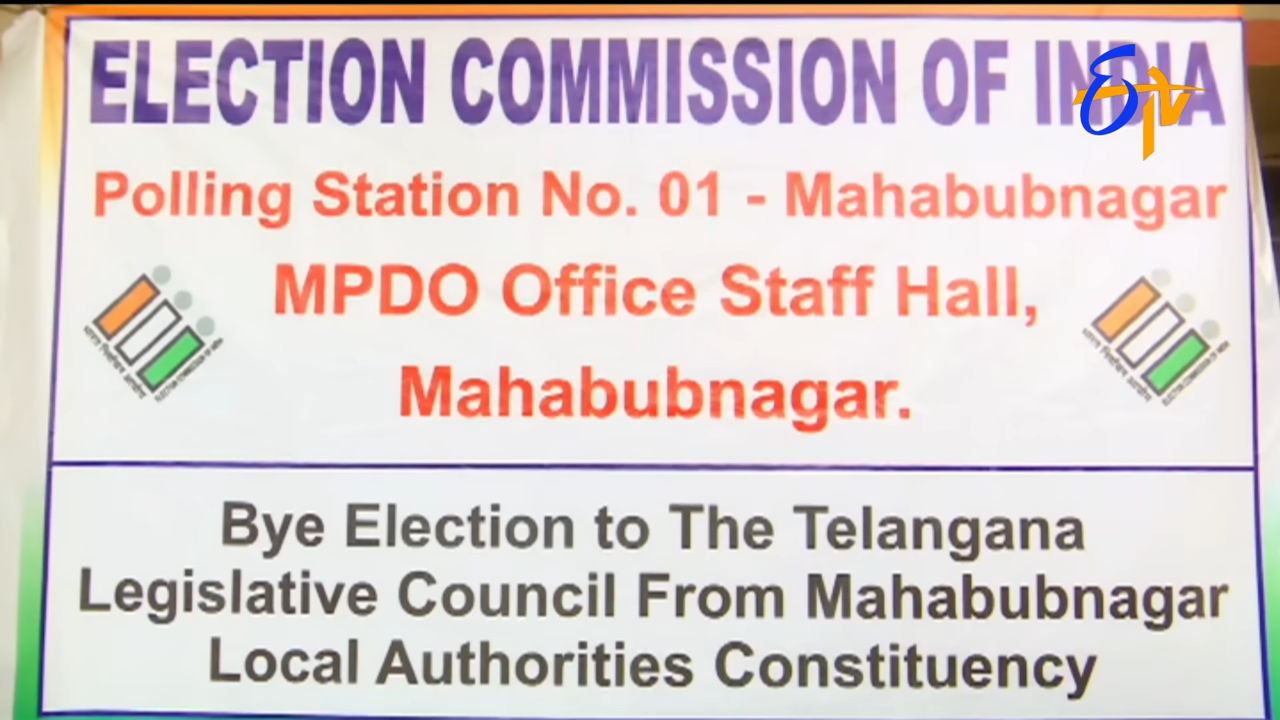 ELECTION COMMISSION OF INDIA
ETV
Polling Station No. 01 - Mahabubnagar
MPDO Office Staff Hall,
Mahabubnagar.
Bye Election to The Telangana
Legislative Council From Mahabubnagar
Local Authorities Constituency